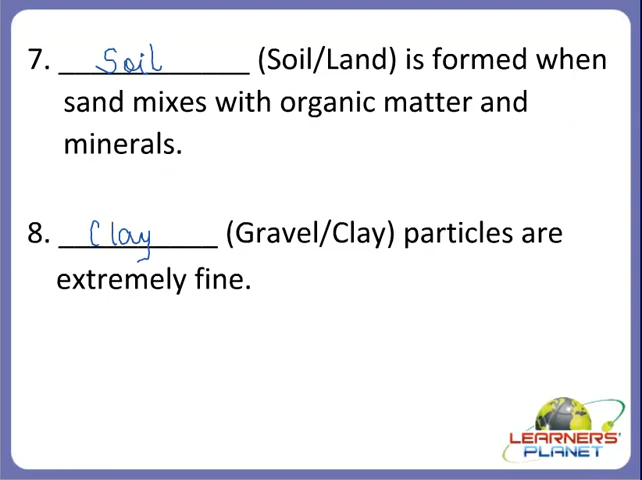 7. Soil (Soil/Land) is formed when
sand mixes with organic matter and
minerals.
8. Clay (Gravel/Clay) particles are
extremely fine.
LEARNERS'
PLANET